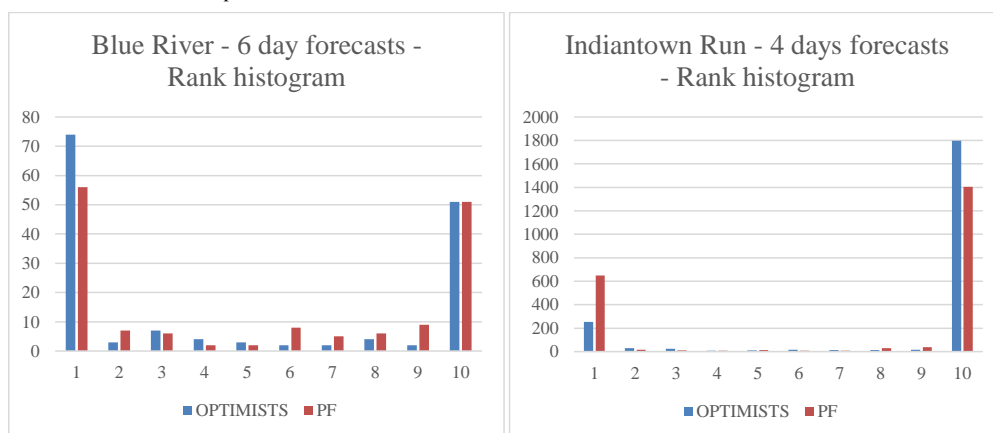 Blue River - 6 day forecasts -
Rank histogram
80
70
60
50
40
30
20
10
0
1 2 3 4 5 6 7 8 9 10
OPTIMISTS PF
Indiantown Run - 4 days forecasts
- Rank histogram
2000
1800
1600
1400
1200
1000
800
600
400
200
0
1 2 3 4 5 6 7 8 9 10
OPTIMISTS PF